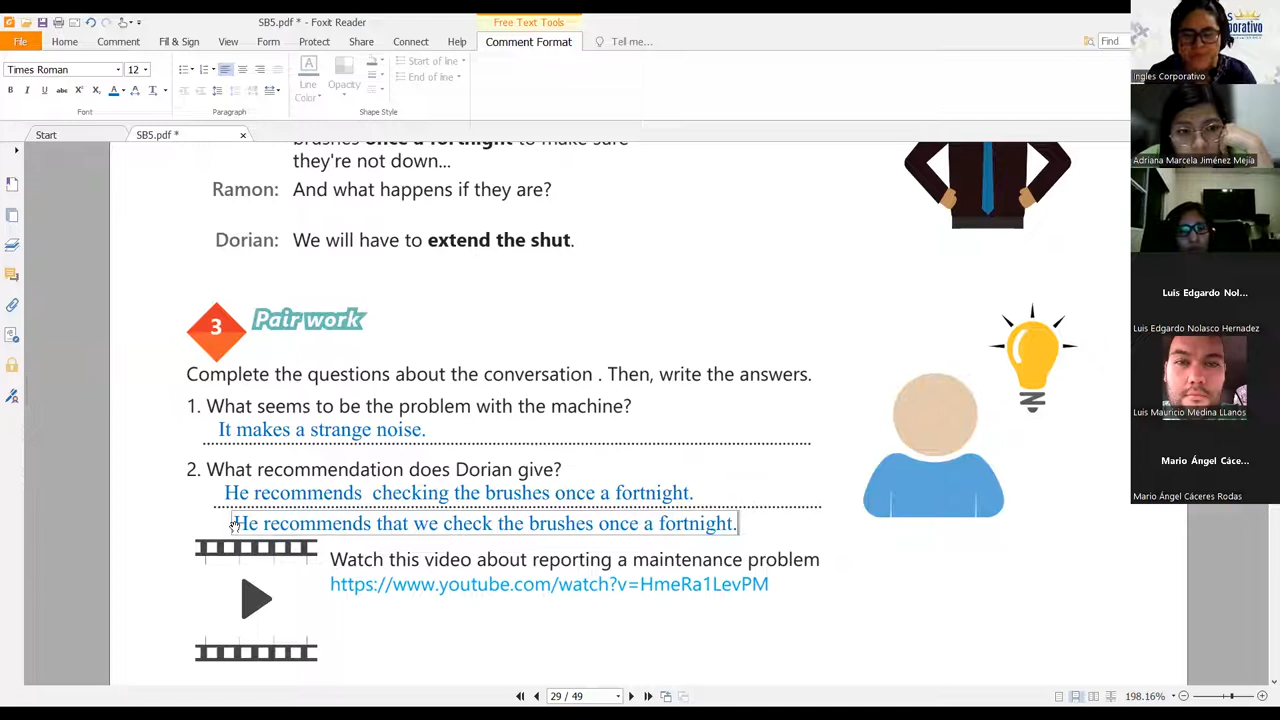 SB5.pdf * - Foxit Reader
Free Text Tools
File
Home
Comment
Fill & Sign
View
Form
Protect
Share
Connect
Help
Comment Format
Tell me...
Find
Times Roman
12
Line
Color
Opacity
Start of line
End of line
Font
Paragraph
Shape Style
Start
SB5.pdf *
brushes once a fortnight to make sure
they're not down...
Ramon: And what happens if they are?
Dorian: We will have to extend the shut.
3
Pair work
Complete the questions about the conversation . Then, write the answers.
1. What seems to be the problem with the machine?
It makes a strange noise.
2. What recommendation does Dorian give?
He recommends checking the brushes once a fortnight.
He recommends that we check the brushes once a fortnight.
Watch this video about reporting a maintenance problem
https://www.youtube.com/watch?v=HmeRa1LevPM
29 / 49
198.16%
Ingles Corporativo
Adriana Marcela Jiménez Mejía
Luis Edgardo Nol...
Luis Edgardo Nolasco Hernadez
Luis Mauricio Medina LLanos
Mario Ángel Cáce...
Mario Ángel Cáceres Rodas